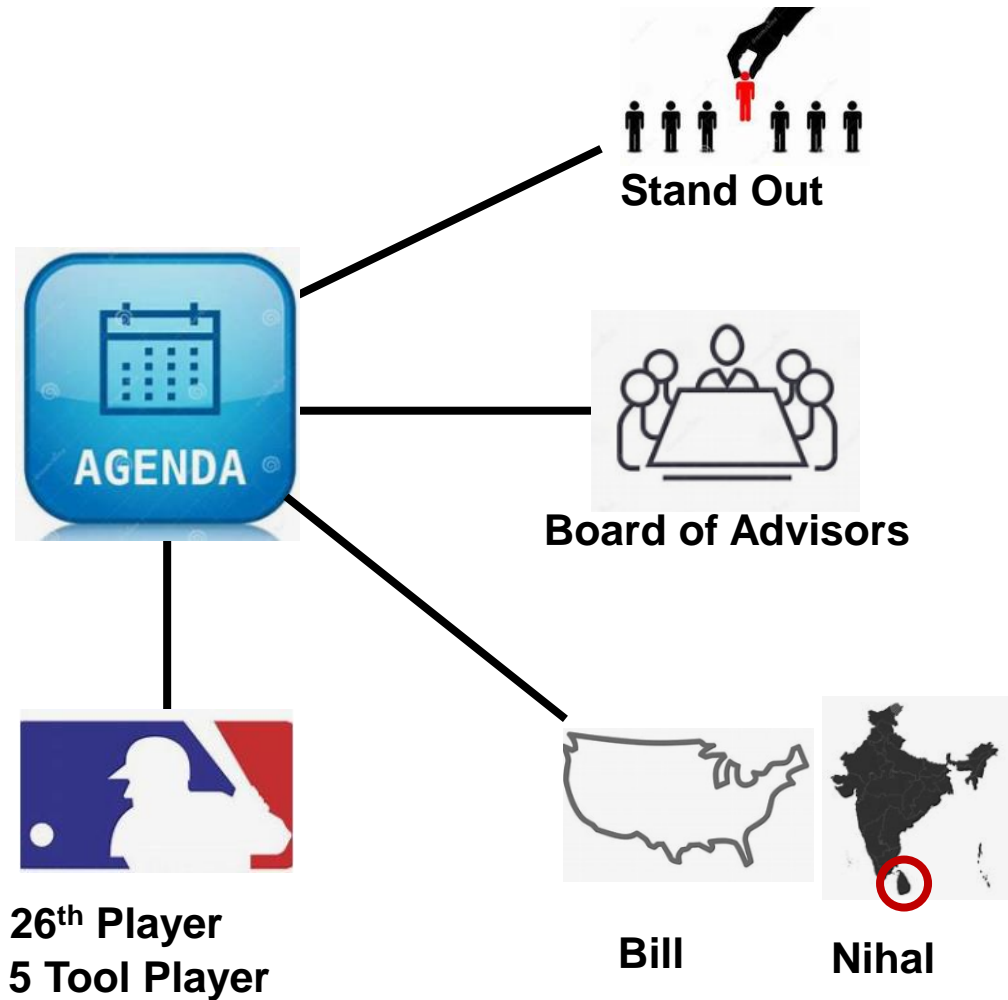 Stand Out
AGENDA
Board of Advisors
26th Player
5 Tool Player
Bill
Nihal